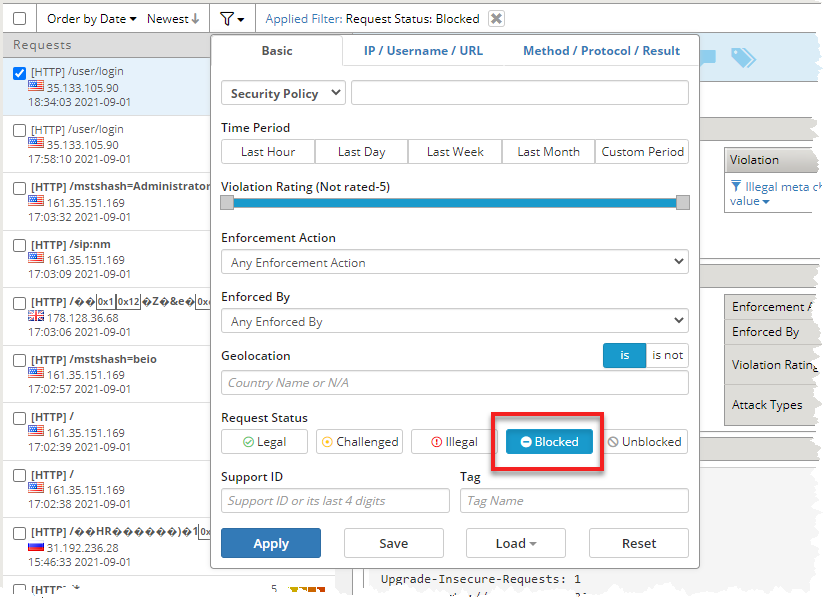 Order by Date Newest Applied Filter: Request Status: Blocked
Requests
[HTTP] /user/login
35.133.105.90
18:34:03 2021-09-01
[HTTP] /user/login
35.133.105.90
17:58:10 2021-09-01
[HTTP] /mstshash=Administrator
161.35.151.169
17:03:32 2021-09-01
[HTTP] /sip:nm
161.35.151.169
17:03:09 2021-09-01
[HTTP] /��0x10x12�Z�&e�
178.128.36.68
17:03:06 2021-09-01
[HTTP] /mstshash=beio
161.35.151.169
17:02:57 2021-09-01
[HTTP] /
161.35.151.169
17:02:39 2021-09-01
[HTTP] /
161.35.151.169
17:02:38 2021-09-01
[HTTP] /��HR������)�1
31.192.236.28
15:46:33 2021-09-01
[HTTP]
5
Basic IP / Username / URL Method / Protocol / Result
Security Policy
Time Period
Last Hour Last Day Last Week Last Month Custom Period
Violation Rating (Not rated-5)
Enforcement Action
Any Enforcement Action
Enforced By
Any Enforced By
Geolocation is is not
Country Name or N/A
Request Status
Legal Challenged Illegal Blocked Unblocked
Support ID Tag
Support ID or its last 4 digits Tag Name
Apply Save Load Reset
Violation
Illegal meta
value
Enforcement
Enforced By
Violation Rating
Attack Types
Upgrade-Insecure-Requests: 1